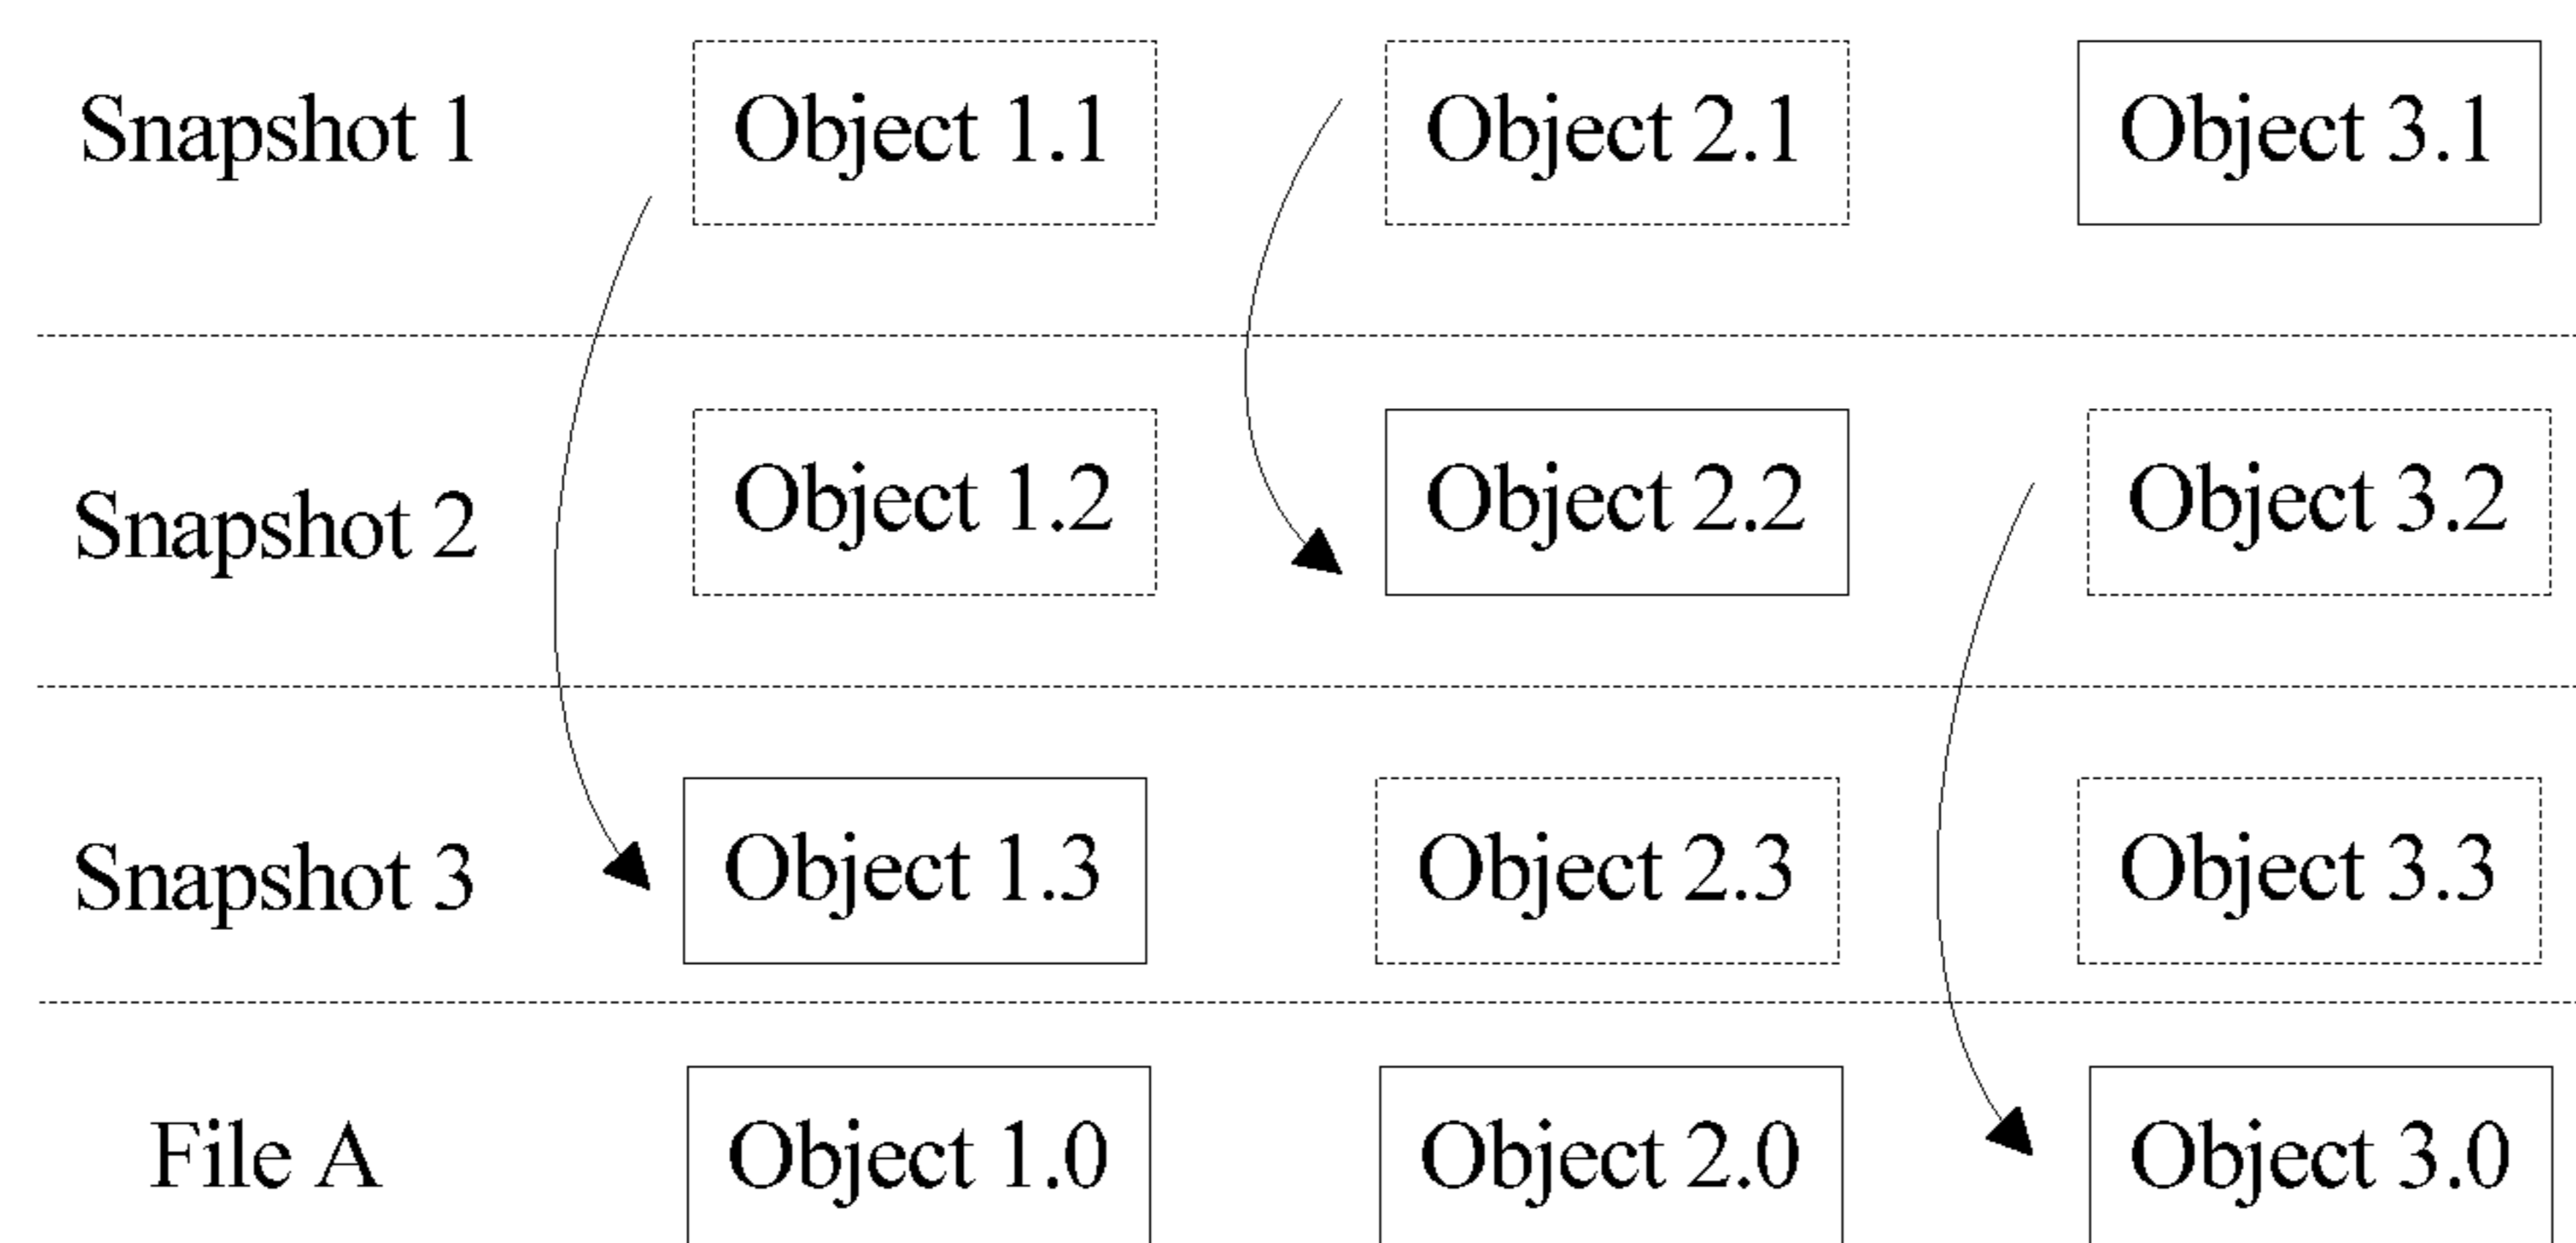 Snapshot 1 Object 1.1 Object 2.1 Object 3.1
Snapshot 2 Object 1.2 Object 2.2 Object 3.2
Snapshot 3 Object 1.3 Object 2.3 Object 3.3
File A Object 1.0 Object 2.0 Object 3.0